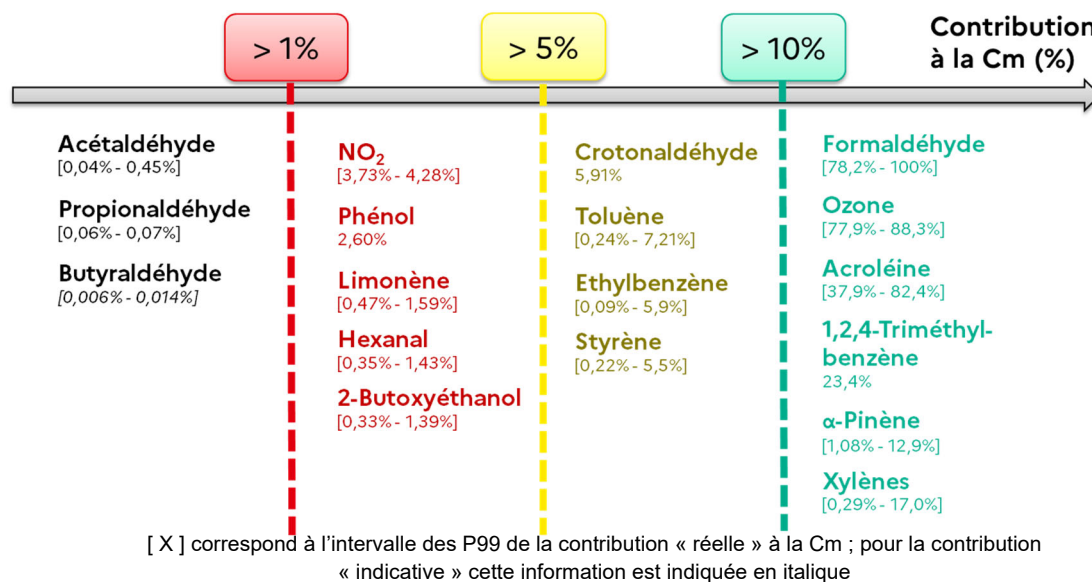 > 1%
> 5%
> 10%
Contribution
à la Cm (%)
Acétaldéhyde
[0,04% - 0,45%]
Propionaldéhyde
[0,06% - 0,07%]
Butyraldéhyde
[0,006% - 0,014%]
NO₂
[3,73% - 4,28%]
Phénol
2,60%
Limonène
[0,47% - 1,59%]
Hexanal
[0,35% - 1,43%]
2-Butoxyéthanol
[0,33% - 1,39%]
Crotonaldéhyde
5,91%
Toluène
[0,24% - 7,21%]
Ethylbenzène
[0,09% - 5,9%]
Styrène
[0,22% - 5,5%]
Formaldéhyde
[78,2% - 100%]
Ozone
[77,9% - 88,3%]
Acroléine
[37,9% - 82,4%]
1,2,4-Triméthyl-
benzène
23,4%
α-Pinène
[1,08% - 12,9%]
Xylènes
[0,29% - 17,0%]
[ X ] correspond à l'intervalle des P99 de la contribution « réelle » à la Cm ; pour la contribution
« indicative » cette information est indiquée en italique